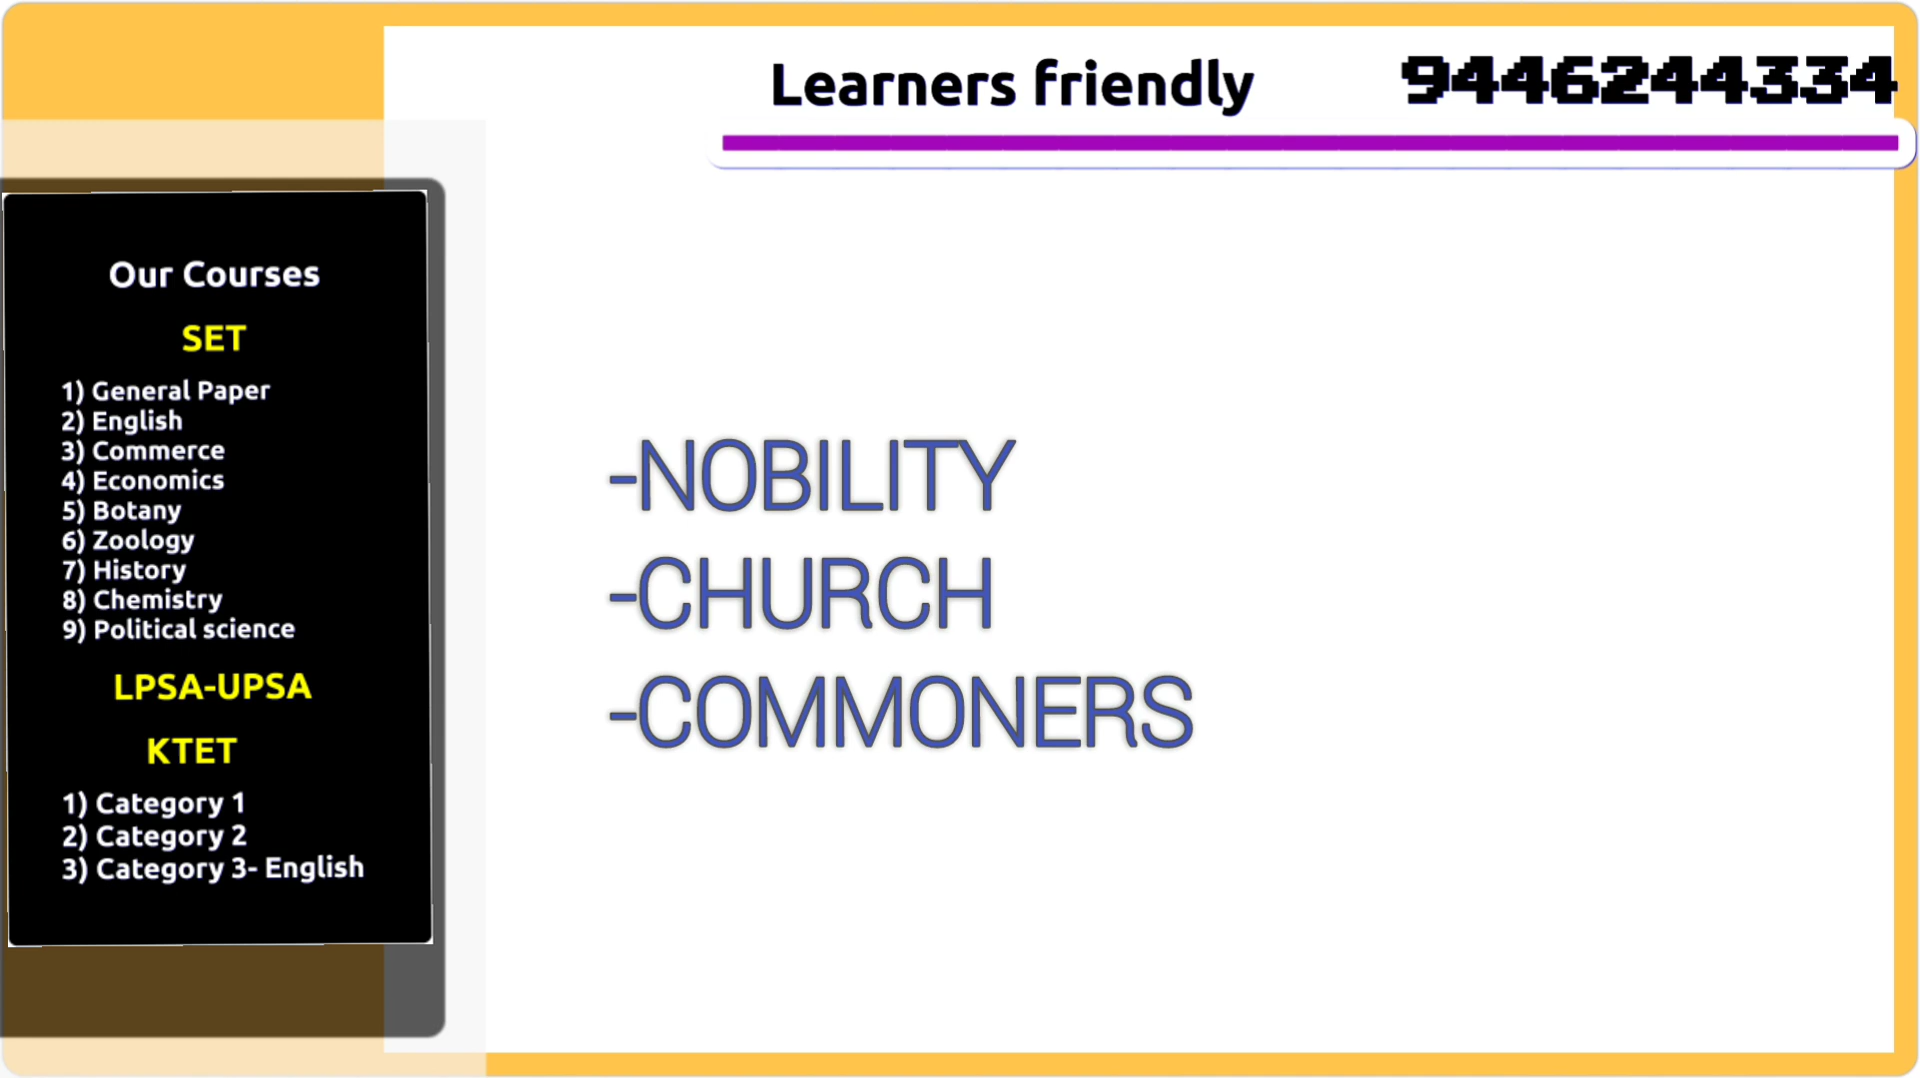 Learners friendly 9446244334
Our Courses
SET
1) General Paper
2) English
3) Commerce
4) Economics
5) Botany
6) Zoology
7) History
8) Chemistry
9) Political science
LPSA-UPSA
KTET
1) Category 1
2) Category 2
3) Category 3- English
-NOBILITY
-CHURCH
-COMMONERS